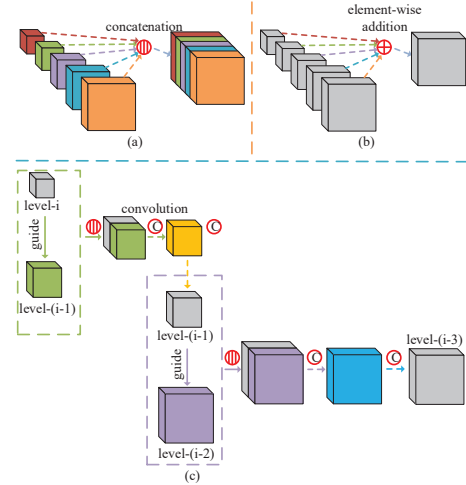 concatenation
(a)
element-wise
addition
(b)
level-i
guide
level-(i-1)
convolution
C
C
level-(i-1)
guide
level-(i-2)
C
C
level-(i-3)
(c)